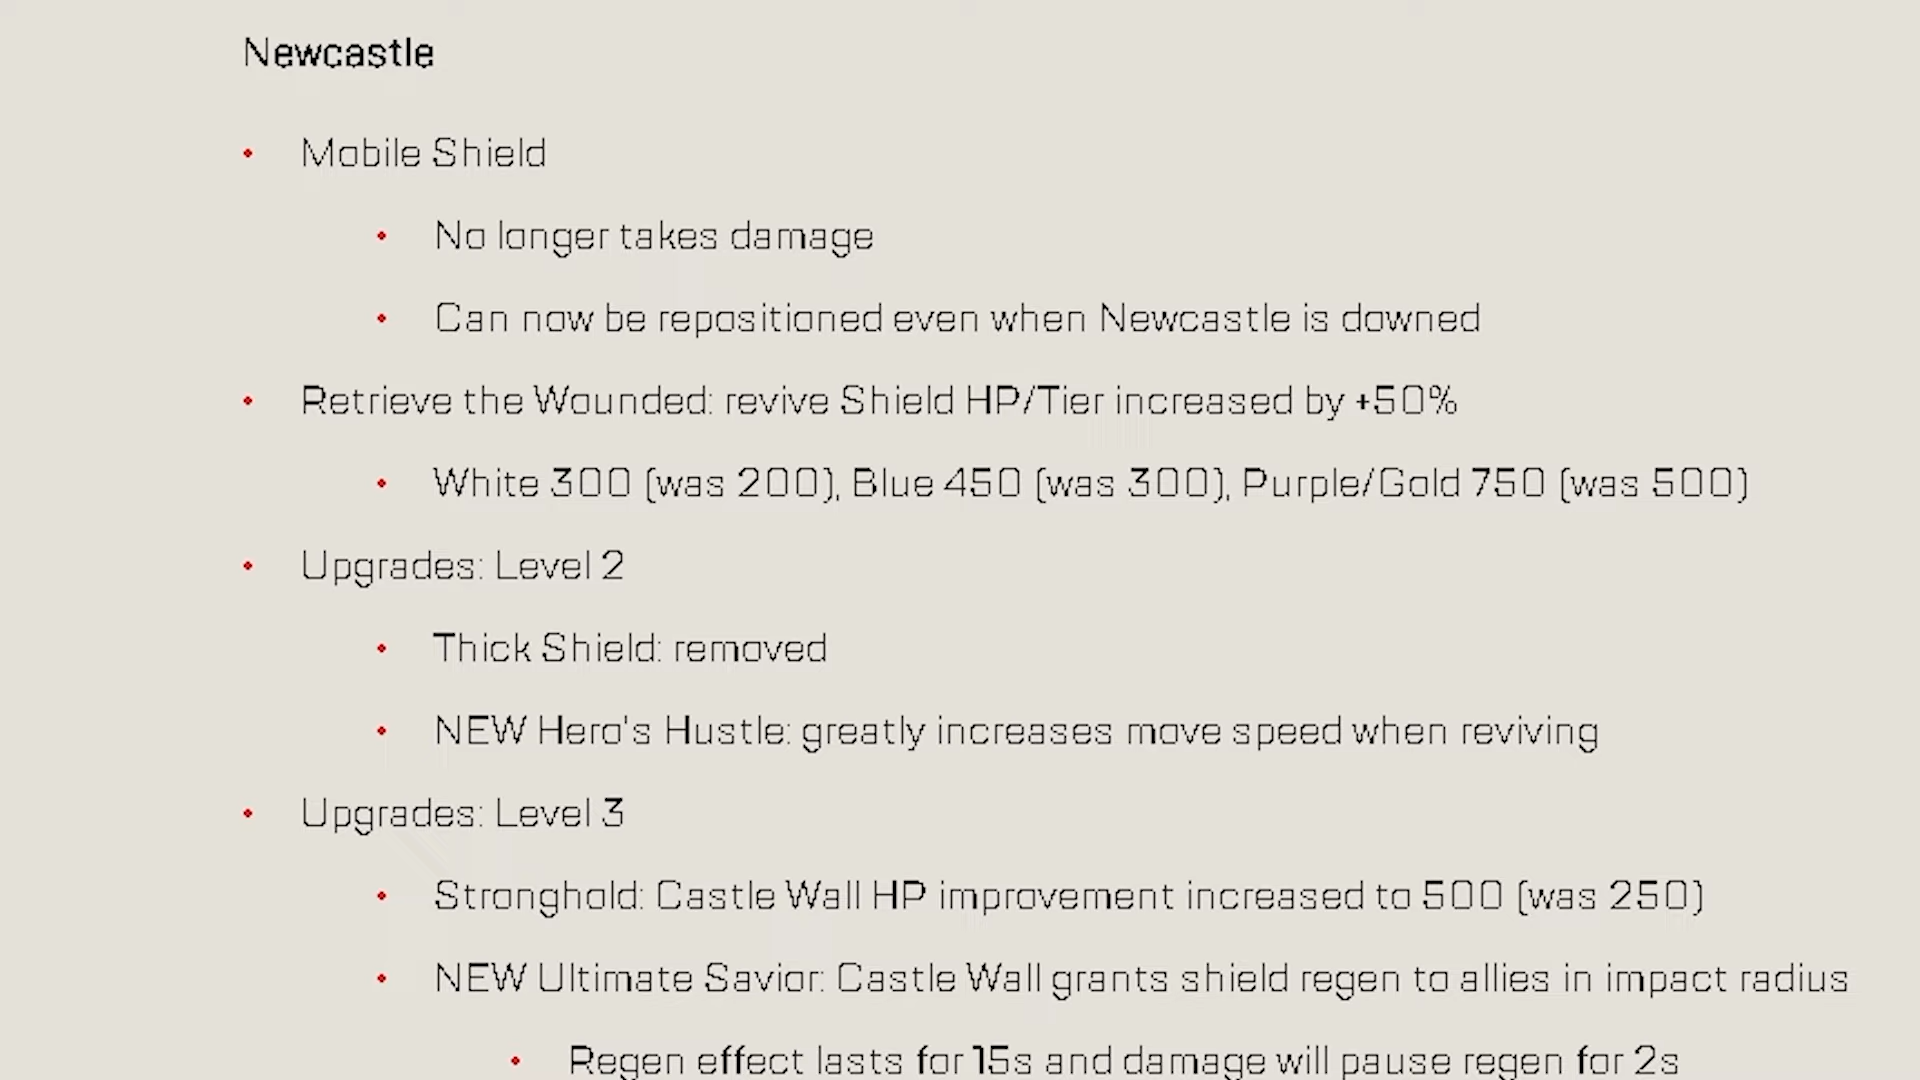 Newcastle
• Mobile Shield
• No longer takes damage
• Can now be repositioned even when Newcastle is downed
• Retrieve the Wounded: revive Shield HP/Tier increased by +50%
• White 300 (was 200), Blue 450 (was 300), Purple/Gold 750 (was 500)
• Upgrades: Level 2
• Thick Shield: removed
• NEW Hero's Hustle: greatly increases move speed when reviving
• Upgrades: Level 3
• Stronghold: Castle Wall HP improvement increased to 500 (was 250)
• NEW Ultimate Savior: Castle Wall grants shield regen to allies in impact radius
• Regen effect lasts for 15s and damage will pause regen for 2s